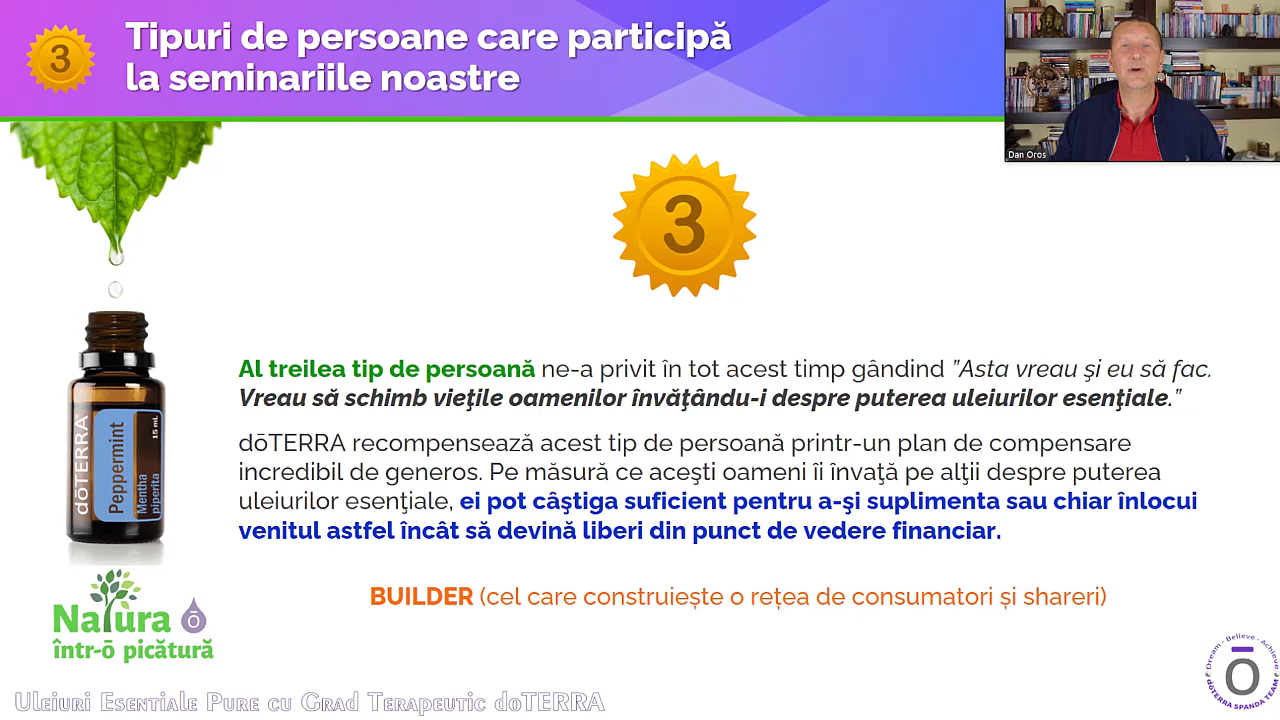 3
Tipuri de persoane care participă
la seminariile noastre
Dan Oros
3
Al treilea tip de persoană ne-a privit în tot acest timp gândind ”Asta vreau şi eu să fac.
Vreau să schimb vieţile oamenilor învăţându-i despre puterea uleiurilor esenţiale.”
dōTERRA recompensează acest tip de persoană printr-un plan de compensare
incredibil de generos. Pe măsură ce aceşti oameni îi învaţă pe alţii despre puterea
uleiurilor esenţiale, ei pot câştiga suficient pentru a-şi suplimenta sau chiar înlocui
venitul astfel încât să devină liberi din punct de vedere financiar.
BUILDER (cel care construiește o rețea de consumatori și shareri)
dōTERRA
Peppermint
Mentha
piperita
15 mL
Natura ō
într-ō picătură
Uleiuri Esentiale Pure cu Grad Terapeutic doTERRA
Dream - Believe - Achieve
ō
dōTERRA SPANDA TEAM